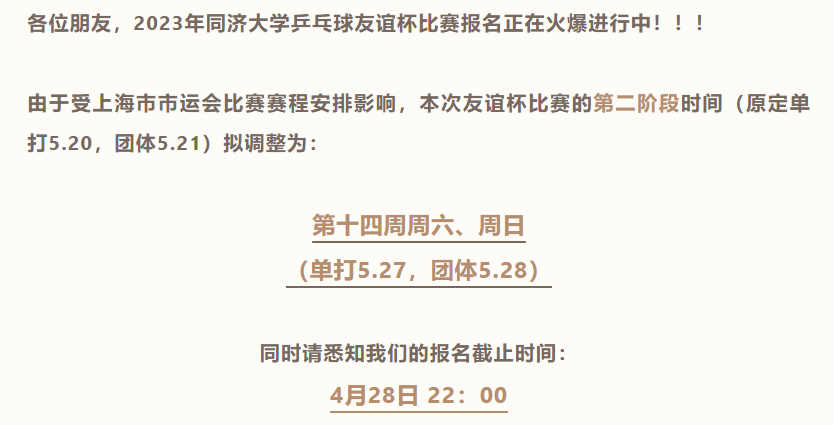 各位朋友，2023年同济大学乒乓球友谊杯比赛报名正在火爆进行中！！！
由于受上海市市运会比赛赛程安排影响，本次友谊杯比赛的第二阶段时间（原定单
打5.20，团体5.21）拟调整为：
第十四周周六、周日
（单打5.27，团体5.28）
同时请悉知我们的报名截止时间：
4月28日 22：00